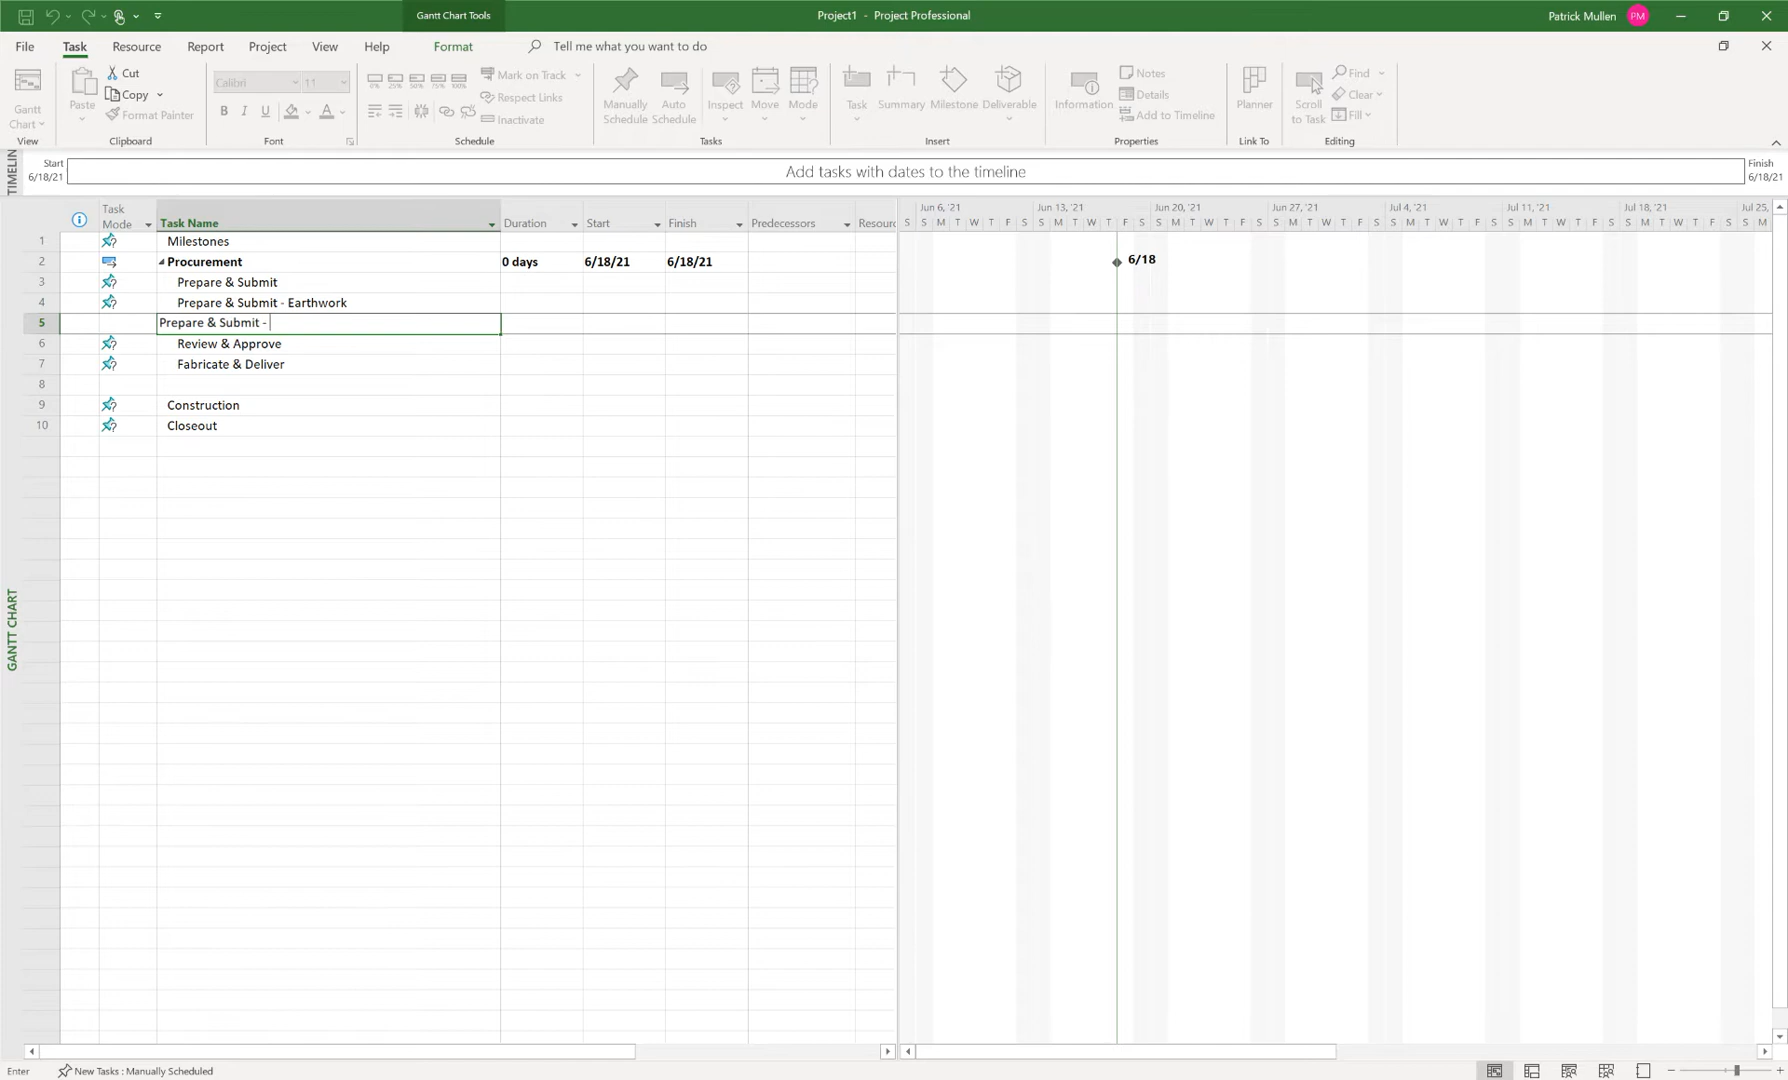 Gantt Chart Tools
Project1 - Project Professional
Patrick Mullen PM
File Task Resource Report Project View Help Format Tell me what you want to do
Gantt Chart
View
Paste
Cut
Copy
Format Painter
Clipboard
Calibri 11
B I U
Font
0% 25% 50% 75% 100%
Mark on Track
Respect Links
Inactivate
Schedule
Manually Schedule
Auto Schedule
Inspect
Move
Mode
Tasks
Task
Summary
Milestone
Deliverable
Insert
Information
Notes
Details
Add to Timeline
Properties
Planner
Link To
Scroll to Task
Find
Clear
Fill
Editing
TIMELIN
Start
6/18/21
Add tasks with dates to the timeline
Finish
6/18/21
Task Mode Task Name Duration Start Finish Predecessors Resourc
Jun 6, '21 Jun 13, '21 Jun 20, '21 Jun 27, '21 Jul 4, '21 Jul 11, '21 Jul 18, '21 Jul 25,
S S M T W T F S S M T W T F S S M T W T F S S M T W T F S S M T W T F S S M T W T F S S M T W T F S S M
1 Milestones
2 Procurement 0 days 6/18/21 6/18/21 6/18
3 Prepare & Submit
4 Prepare & Submit - Earthwork
5 Prepare & Submit -
6 Review & Approve
7 Fabricate & Deliver
8
9 Construction
10 Closeout
GANTT CHART
Enter New Tasks : Manually Scheduled